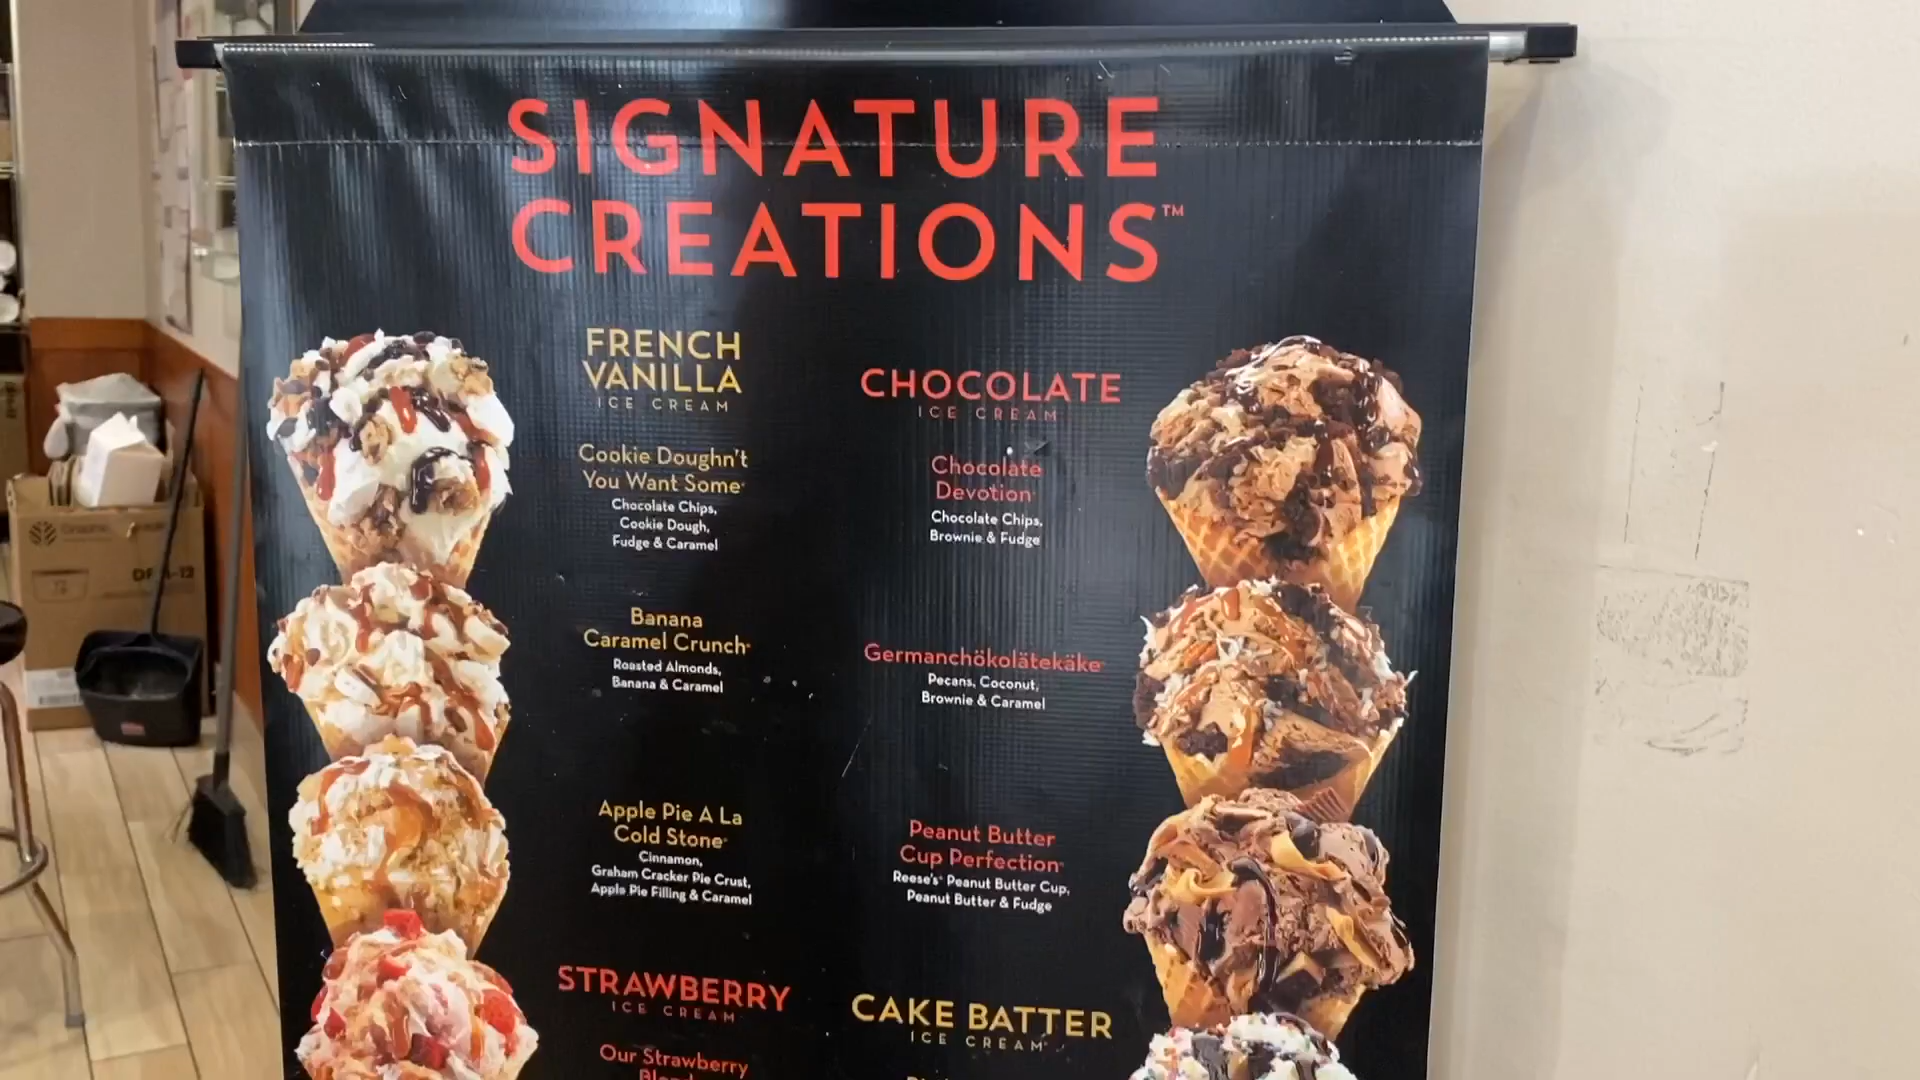 SIGNATURE
CREATIONS™
FRENCH
VANILLA
ICE CREAM
Cookie Doughn't
You Want Some
Chocolate Chips,
Cookie Dough,
Fudge & Caramel
Banana
Caramel Crunch
Roasted Almonds,
Banana & Caramel
Apple Pie A La
Cold Stone
Cinnamon,
Graham Cracker Pie Crust,
Apple Pie Filling & Caramel
STRAWBERRY
ICE CREAM
Our Strawberry
CHOCOLATE
ICE CREAM
Chocolate
Devotion
Chocolate Chips,
Brownie & Fudge
Germanchökolätekäke
Pecans, Coconut,
Brownie & Caramel
Peanut Butter
Cup Perfection
Reese's Peanut Butter Cup,
Peanut Butter & Fudge
CAKE BATTER
ICE CREAM